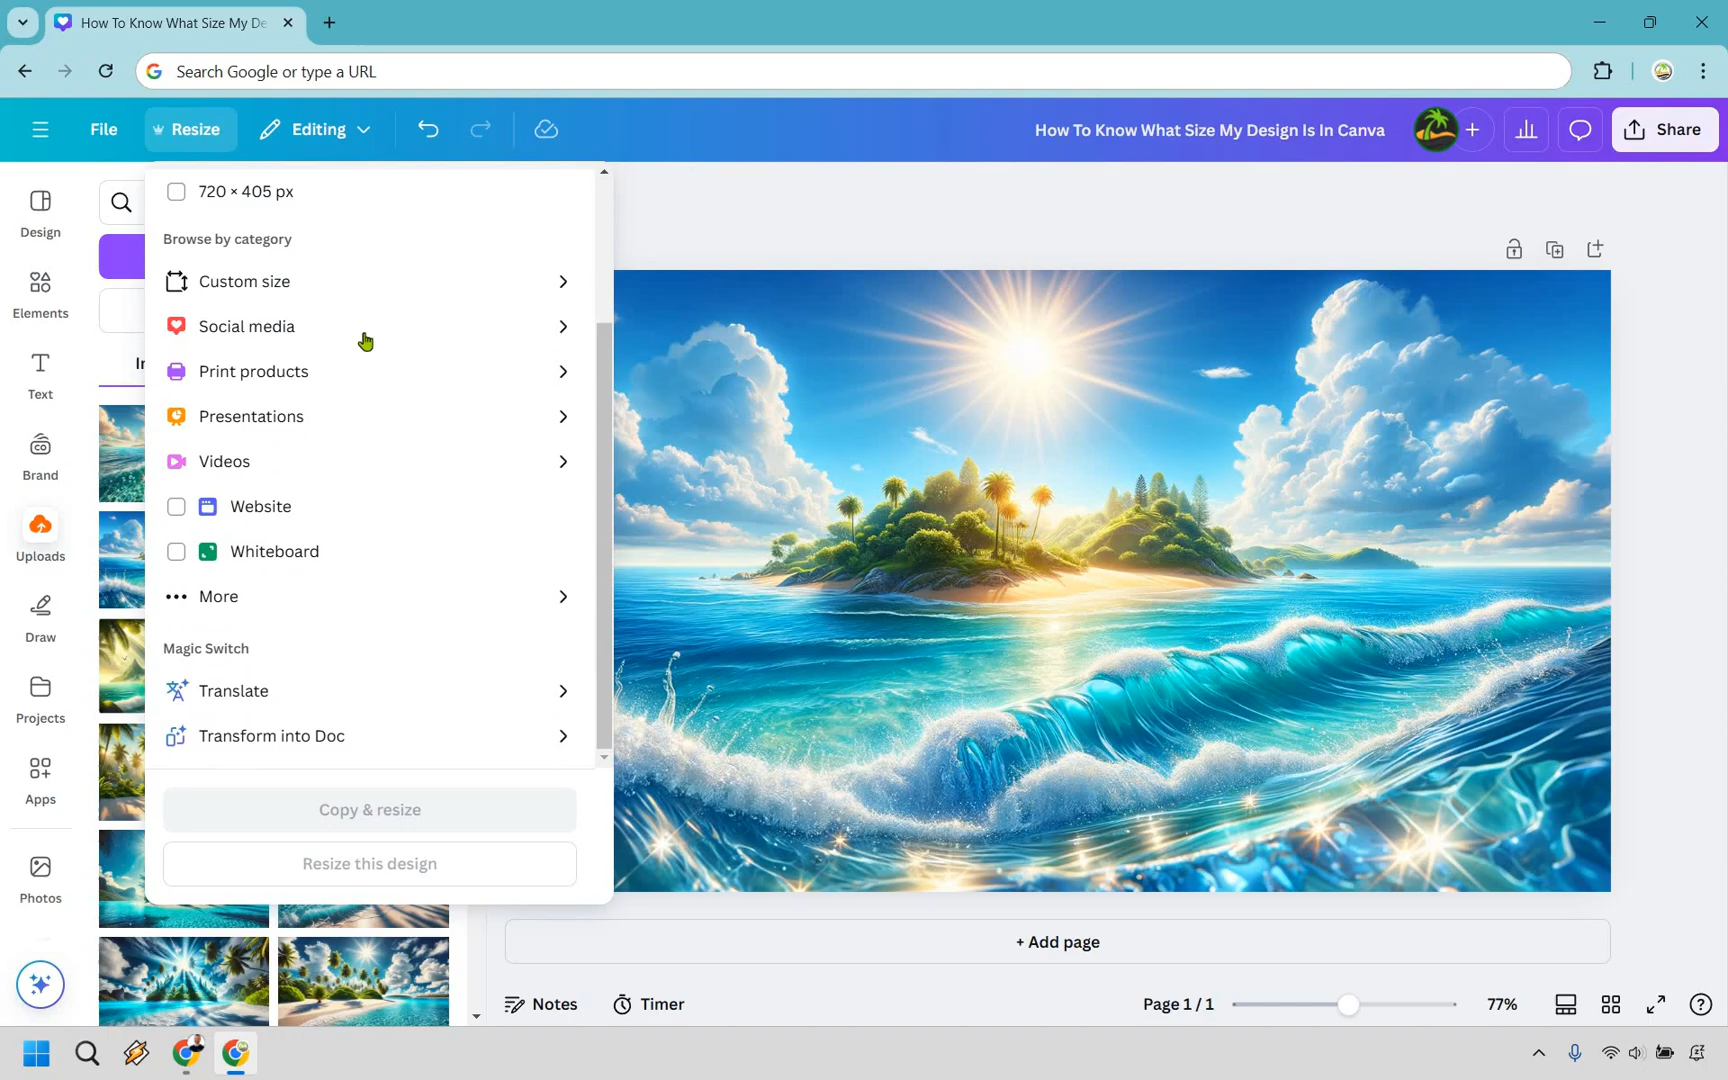 How To Know What Size My De
Search Google or type a URL
File
Resize
Editing
How To Know What Size My Design Is In Canva
Share
Design
Elements
Text
Brand
Uploads
Draw
Projects
Apps
Photos
720 × 405 px
Browse by category
Custom size
Social media
Print products
Presentations
Videos
Website
Whiteboard
More
Magic Switch
Translate
Transform into Doc
Copy & resize
Resize this design
+ Add page
Notes
Timer
Page 1 / 1
77%